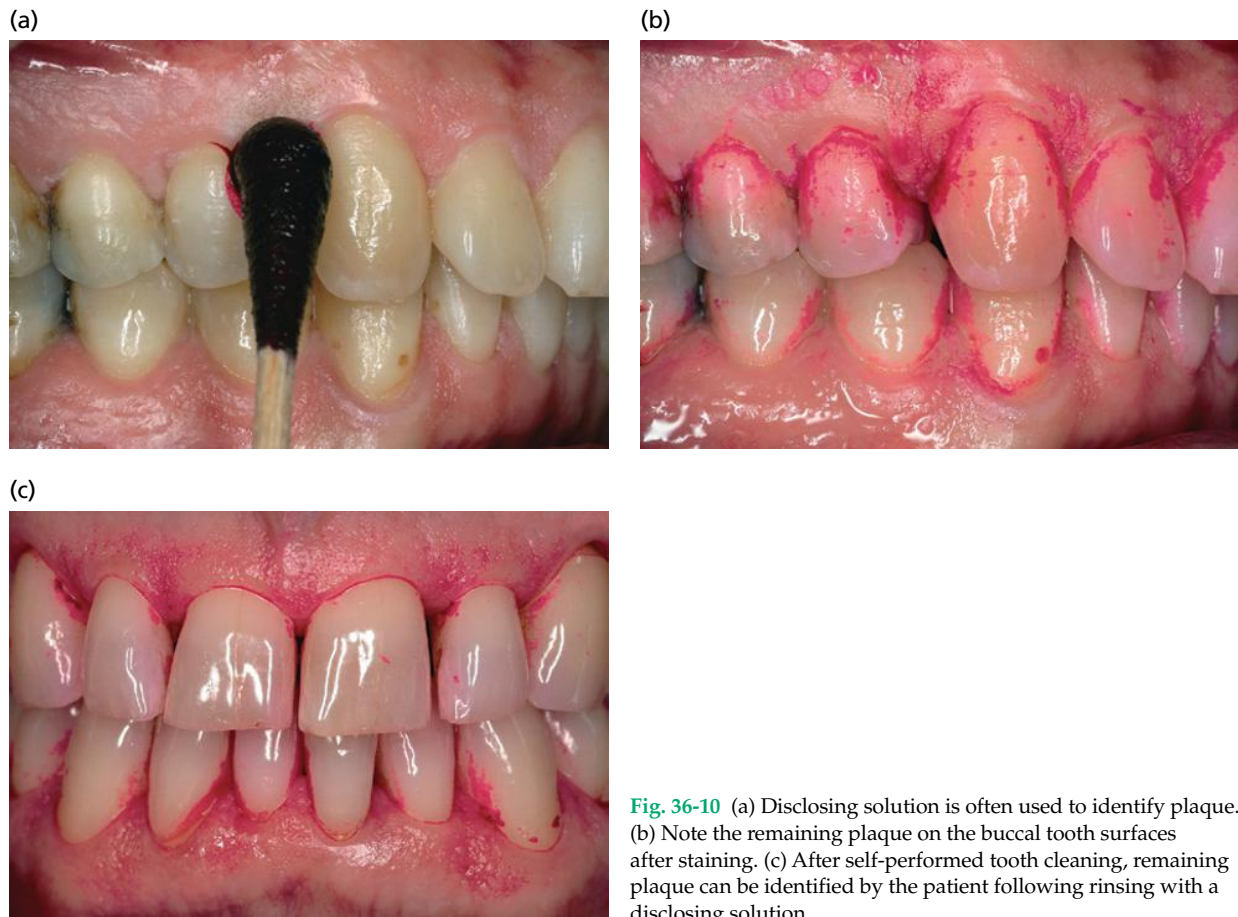 (a)
(b)
(c)
Fig. 36-10 (a) Disclosing solution is often used to identify plaque.
(b) Note the remaining plaque on the buccal tooth surfaces
after staining. (c) After self-performed tooth cleaning, remaining
plaque can be identified by the patient following rinsing with a
disclosing solution